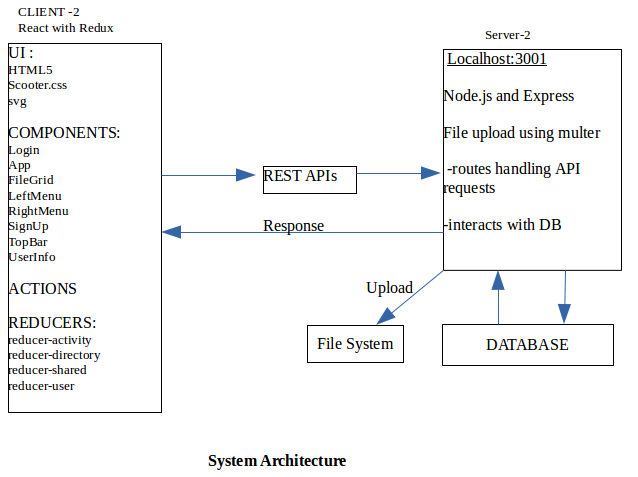 CLIENT -2
React with Redux
UI :
HTML5
Scooter.css
svg
COMPONENTS:
Login
App
FileGrid
LeftMenu
RightMenu
SignUp
TopBar
UserInfo
ACTIONS
REDUCERS:
reducer-activity
reducer-directory
reducer-shared
reducer-user
REST APIs
Response
Server-2
Localhost:3001
Node.js and Express
File upload using multer
-routes handling API
requests
-interacts with DB
Upload
File System
DATABASE
System Architecture